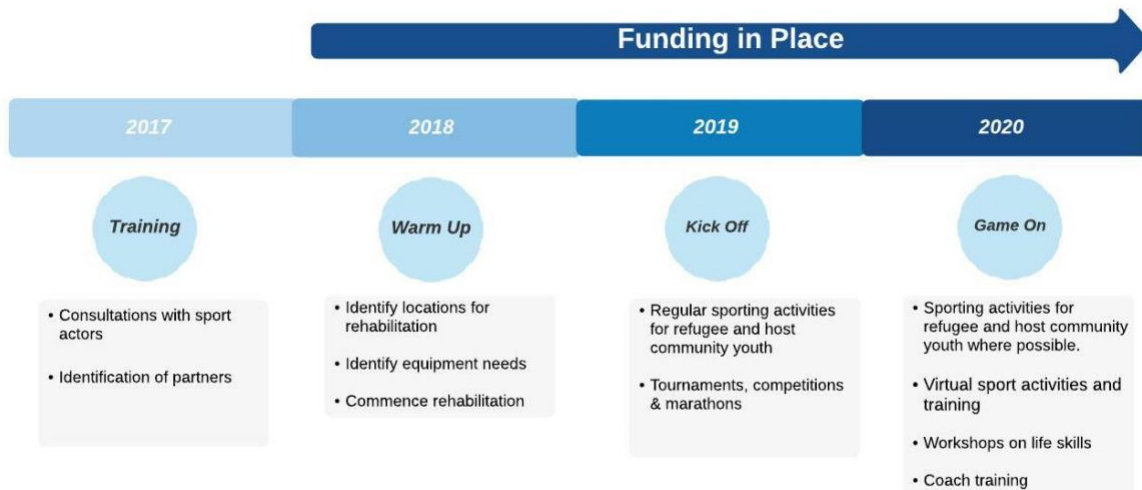 Funding in Place
2017
2018
2019
2020
Training
Warm Up
Kick Off
Game On
• Consultations with sport
actors
• Identification of partners
• Identify locations for
rehabilitation
• Identify equipment needs
• Commence rehabilitation
• Regular sporting activities
for refugee and host
community youth
• Tournaments, competitions
& marathons
• Sporting activities for
refugee and host community
youth where possible.
• Virtual sport activities and
training
• Workshops on life skills
• Coach training